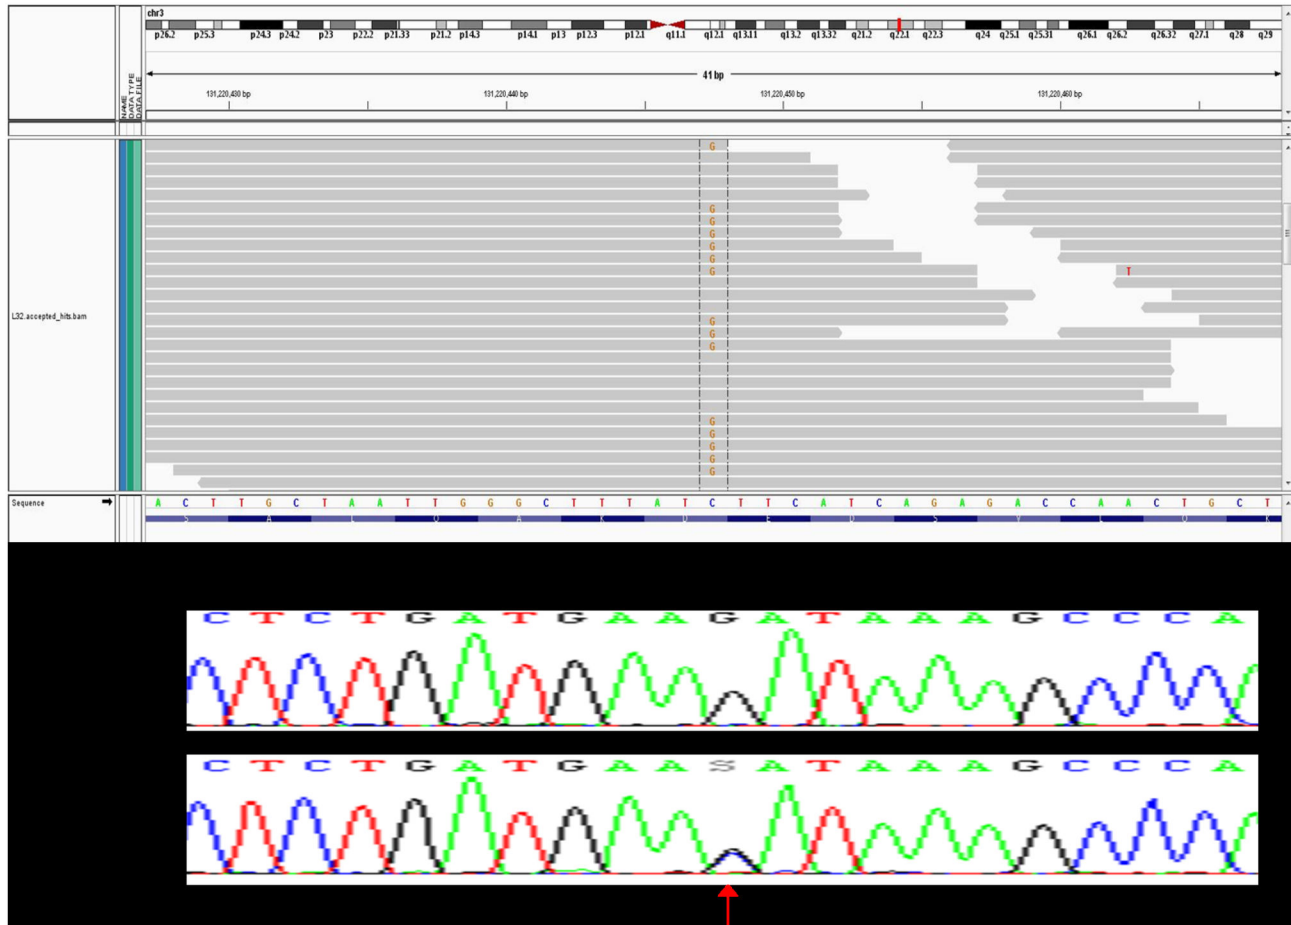 chr3
p26.2 p25.3 p24.3 p24.2 p23 p22.2 p21.33 p21.2 p14.3 p14.1 p13 p12.3 p12.1 q11.1 q12.1 q13.11 q13.2 q13.32 q21.2 q22.1 q22.3 q24 q25.1 q25.31 q26.1 q26.2 q26.32 q27.1 q28 q29
41 bp
NAME
DATA TYPE
DATA FILE
131,220,430 bp 131,220,440 bp 131,220,450 bp 131,220,460 bp
G
G
G
G
G
G
G T
G
G
G
G
G
G
G
G
L32.accepted_hits.bam
Sequence A C T T G C T A A T T G G G C T T T A T C T T C A T C A G A G A C C A A C T G C T
S A L Q A K D E D S V L Q K
C T C T G A T G A A G A T A A A G C C C A
C T C T G A T G A A S A T A A A G C C C A